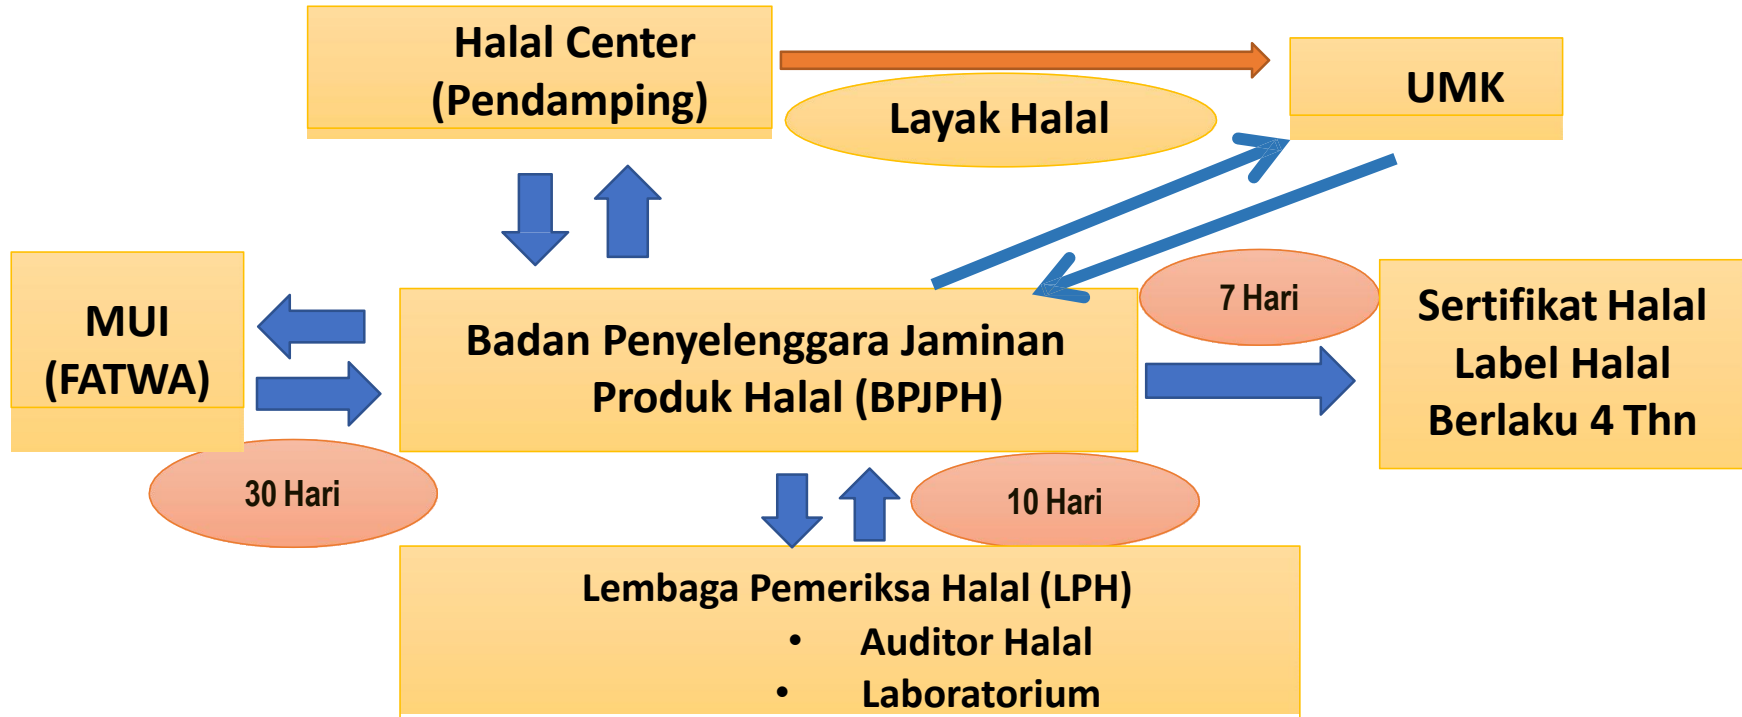 Halal Center
(Pendamping)
Layak Halal
UMK
MUI
(FATWA)
Badan Penyelenggara Jaminan
Produk Halal (BPJPH)
7 Hari
Sertifikat Halal
Label Halal
Berlaku 4 Thn
30 Hari
10 Hari
Lembaga Pemeriksa Halal (LPH)
• Auditor Halal
• Laboratorium